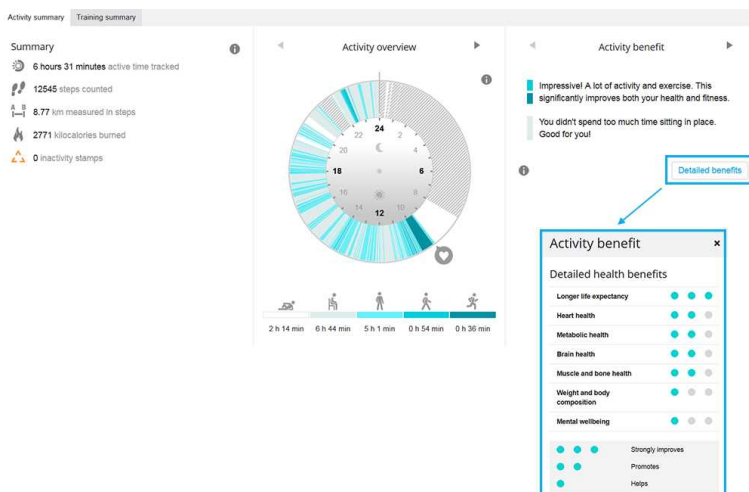 Activity summary
Training summary
Summary
6 hours 31 minutes active time tracked
12545 steps counted
A B
8.77 km measured in steps
2771 kilocalories burned
0 inactivity stamps
Activity overview
24
22
2
20
4
18
6
16
8
14
10
12
2 h 14 min
6 h 44 min
5 h 1 min
0 h 54 min
0 h 36 min
Activity benefit
Impressive! A lot of activity and exercise. This
significantly improves both your health and fitness.
You didn't spend too much time sitting in place.
Good for you!
Detailed benefits
Activity benefit
×
Detailed health benefits
Longer life expectancy
Heart health
Metabolic health
Brain health
Muscle and bone health
Weight and body
composition
Mental wellbeing
Strongly improves
Promotes
Helps